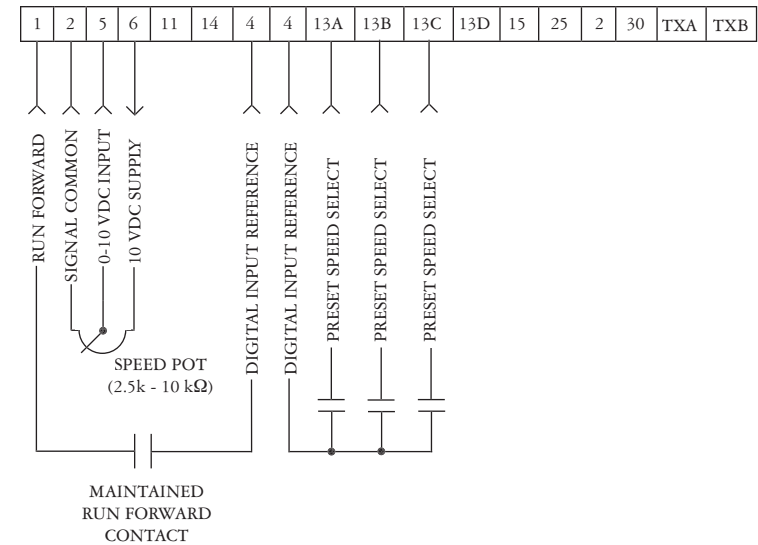 1 2 5 6 11 14 4 4 13A 13B 13C 13D 15 25 2 30 TXA TXB
RUN FORWARD
SIGNAL COMMON
0-10 VDC INPUT
10 VDC SUPPLY
DIGITAL INPUT REFERENCE
DIGITAL INPUT REFERENCE
PRESET SPEED SELECT
PRESET SPEED SELECT
PRESET SPEED SELECT
SPEED POT
(2.5k - 10 kΩ)
MAINTAINED
RUN FORWARD
CONTACT